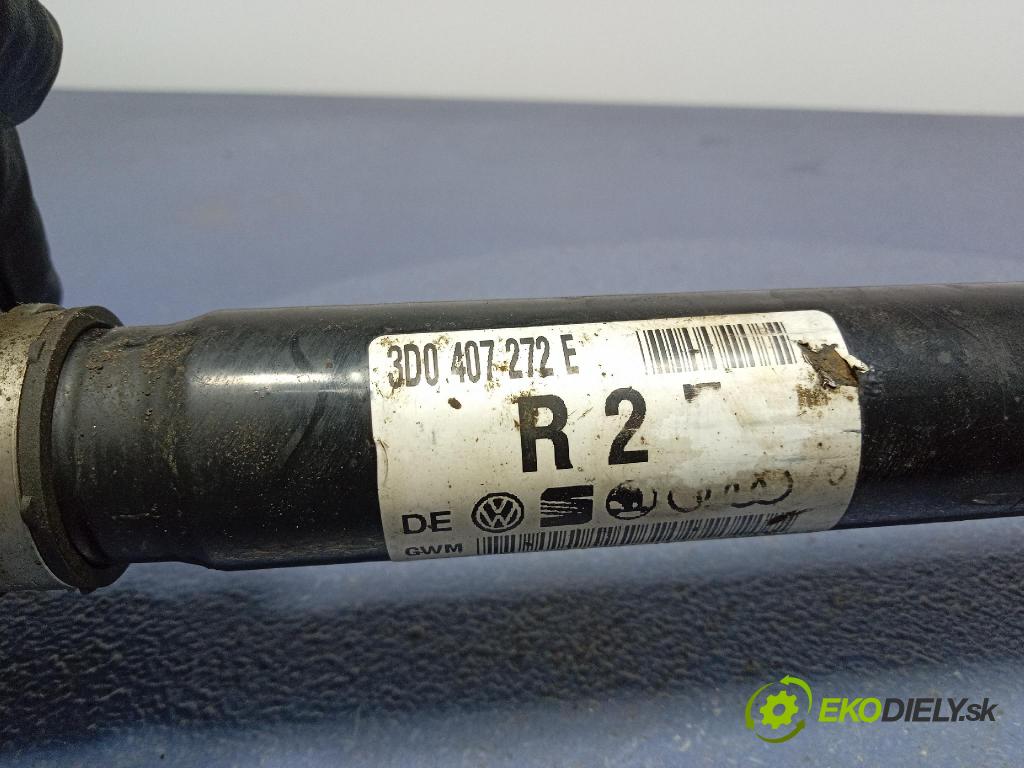 3D0 407 272 E
R 2
DE
GWM
EKODIELY.sk